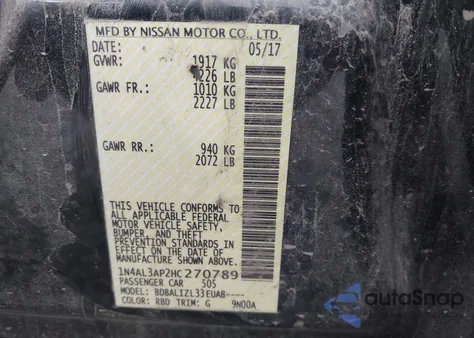 MFD BY NISSAN MOTOR CO., LTD.
DATE: 05/17
GVWR: 1917 KG
4226 LB
GAWR FR.: 1010 KG
2227 LB
GAWR RR.: 940 KG
2072 LB
THIS VEHICLE CONFORMS TO
ALL APPLICABLE FEDERAL
MOTOR VEHICLE SAFETY,
BUMPER, AND THEFT
PREVENTION STANDARDS IN
EFFECT ON THE DATE OF
MANUFACTURE SHOWN ABOVE.
1N4AL3AP2HC270789
PASSENGER CAR 505
MODEL: BDBALIZL33EUAB----
COLOR: RBD TRIM: G 9N00A
autoSnap